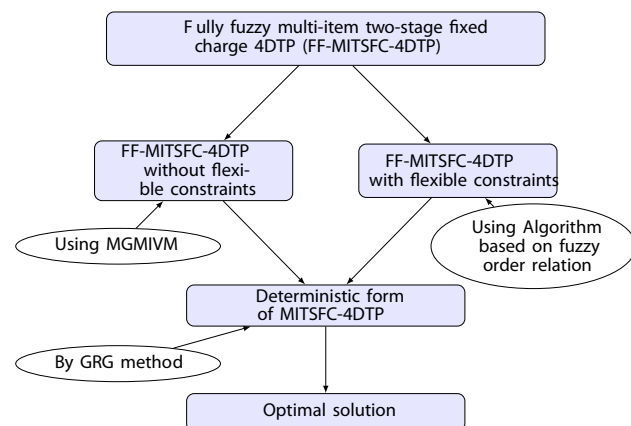 Fully fuzzy multi-item two-stage fixed
charge 4DTP (FF-MITSFC-4DTP)
FF-MITSFC-4DTP
without flexi-
ble constraints
FF-MITSFC-4DTP
with flexible constraints
Using MGMIVM
Using Algorithm
based on fuzzy
order relation
Deterministic form
of MITSFC-4DTP
By GRG method
Optimal solution